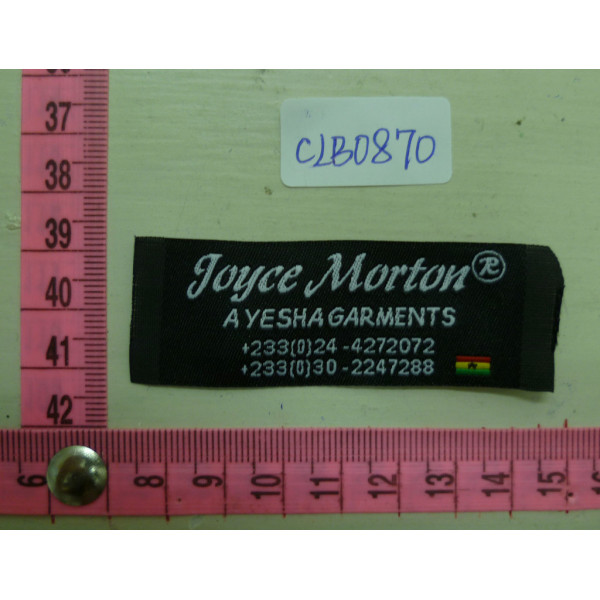 37
CLB0870
38
39
Joyce Morton®
40
AYESHA GARMENTS
+233(0)24-4272072
41
+233(0)30-2247288
42
6 8 9 10 11 12 13 14 15